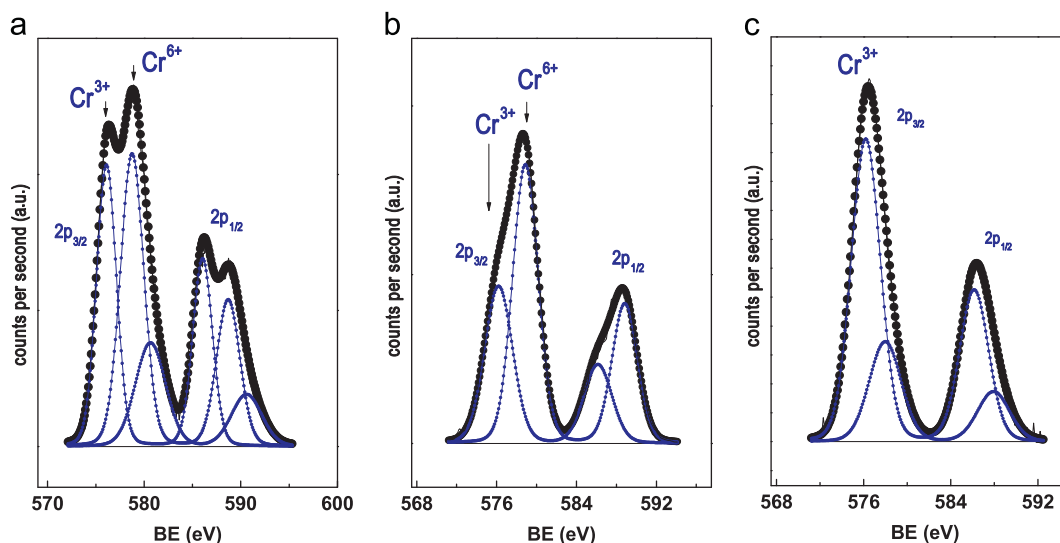 a
Cr3+
Cr6+
2p3/2
2p1/2
counts per second (a.u.)
570 580 590 600
BE (eV)
b
Cr3+
Cr6+
2p3/2
2p1/2
counts per second (a.u.)
568 576 584 592
BE (eV)
c
Cr3+
2p3/2
2p1/2
counts per second (a.u.)
568 576 584 592
BE (eV)